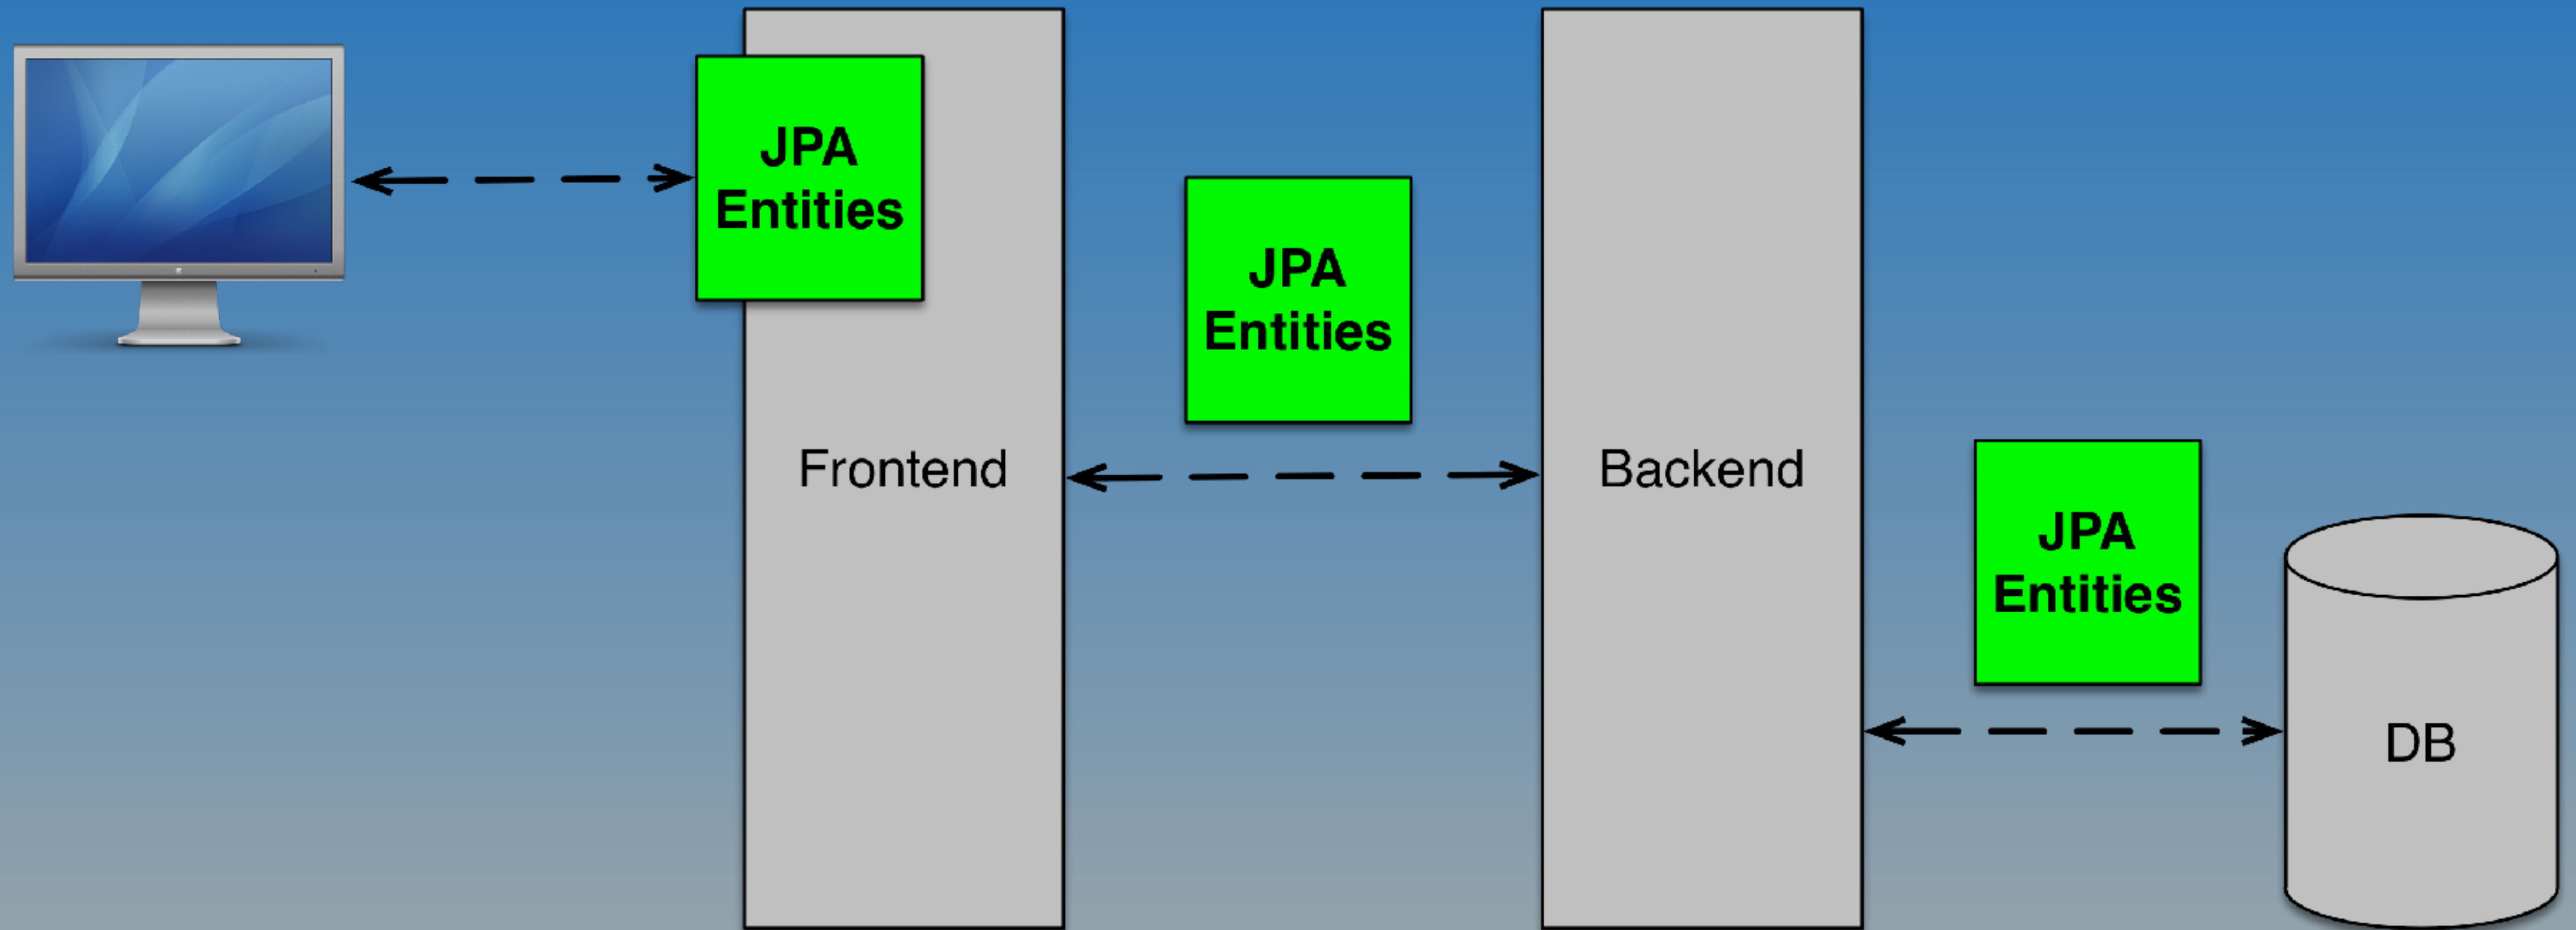 JPA
Entities
JPA
Entities
Frontend
Backend
JPA
Entities
DB